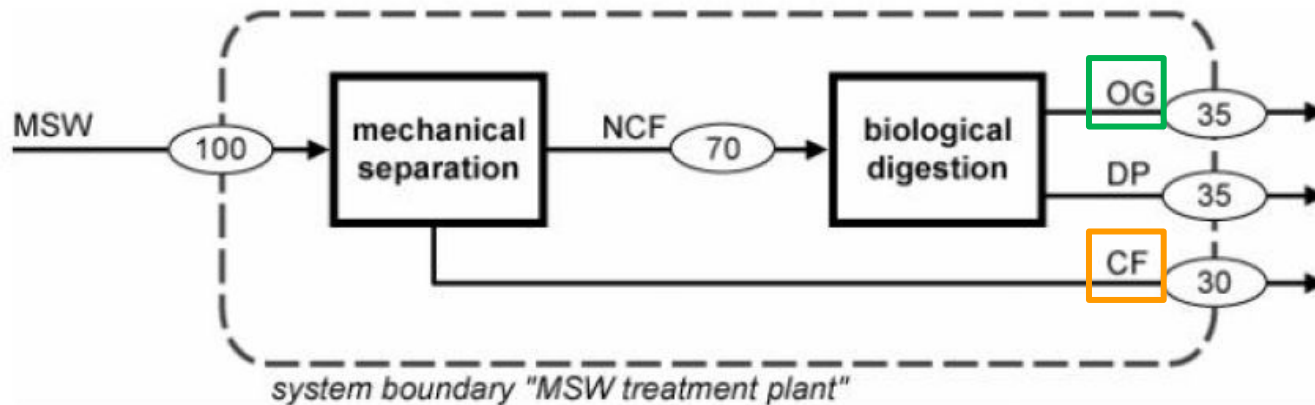 MSW
100
mechanical
separation
NCF
70
biological
digestion
OG
35
DP
35
CF
30
system boundary "MSW treatment plant"